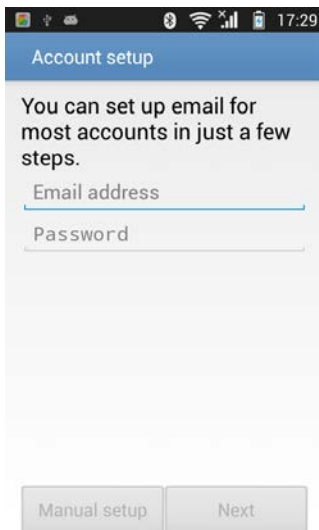 17:29
Account setup
You can set up email for
most accounts in just a few
steps.
Email address
Password
Manual setup
Next